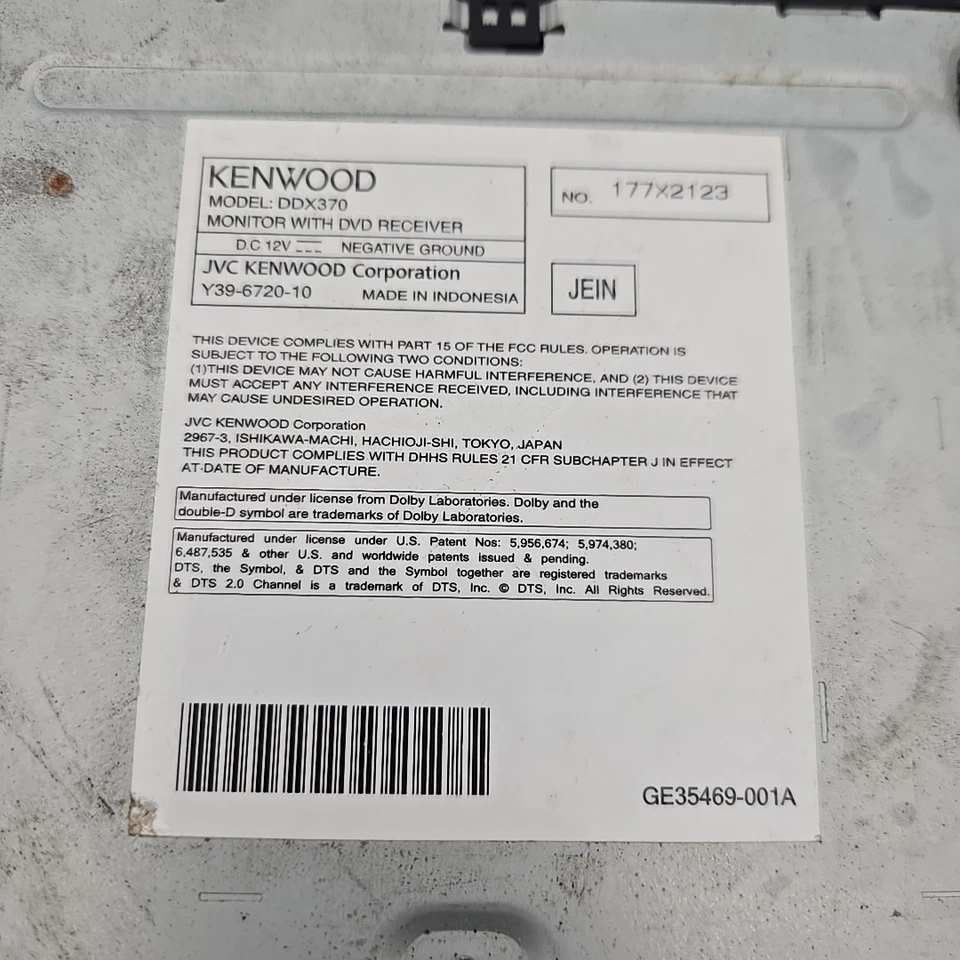 KENWOOD
MODEL: DDX370
MONITOR WITH DVD RECEIVER
D.C 12V NEGATIVE GROUND
JVC KENWOOD Corporation
Y39-6720-10 MADE IN INDONESIA
NO. 177X2123
JEIN
THIS DEVICE COMPLIES WITH PART 15 OF THE FCC RULES. OPERATION IS
SUBJECT TO THE FOLLOWING TWO CONDITIONS:
(1)THIS DEVICE MAY NOT CAUSE HARMFUL INTERFERENCE, AND (2) THIS DEVICE
MUST ACCEPT ANY INTERFERENCE RECEIVED, INCLUDING INTERFERENCE THAT
MAY CAUSE UNDESIRED OPERATION.
JVC KENWOOD Corporation
2967-3, ISHIKAWA-MACHI, HACHIOJI-SHI, TOKYO, JAPAN
THIS PRODUCT COMPLIES WITH DHHS RULES 21 CFR SUBCHAPTER J IN EFFECT
AT DATE OF MANUFACTURE.
Manufactured under license from Dolby Laboratories. Dolby and the
double-D symbol are trademarks of Dolby Laboratories.
Manufactured under license under U.S. Patent Nos: 5,956,674; 5,974,380;
6,487,535 & other U.S. and worldwide patents issued & pending.
DTS, the Symbol, & DTS and the Symbol together are registered trademarks
& DTS 2.0 Channel is a trademark of DTS, Inc. © DTS, Inc. All Rights Reserved.
GE35469-001A